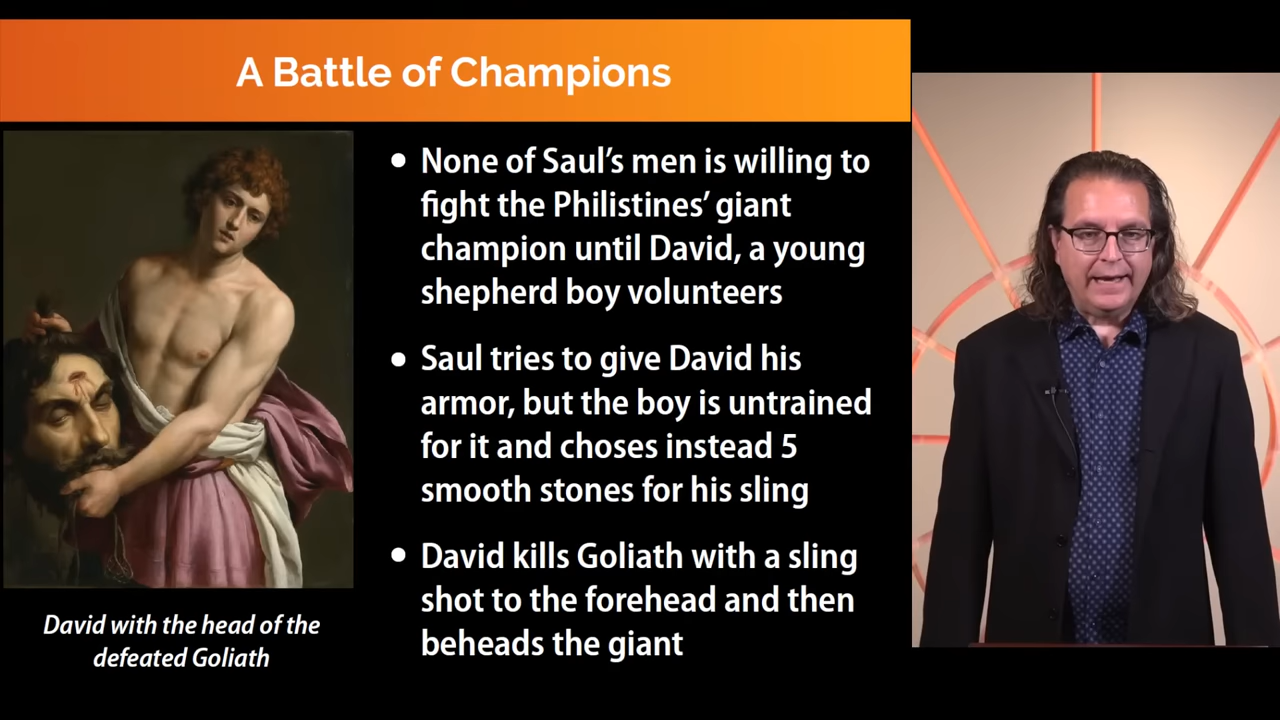 A Battle of Champions
• None of Saul’s men is willing to
fight the Philistines’ giant
champion until David, a young
shepherd boy volunteers
• Saul tries to give David his
armor, but the boy is untrained
for it and choses instead 5
smooth stones for his sling
• David kills Goliath with a sling
shot to the forehead and then
beheads the giant
David with the head of the
defeated Goliath